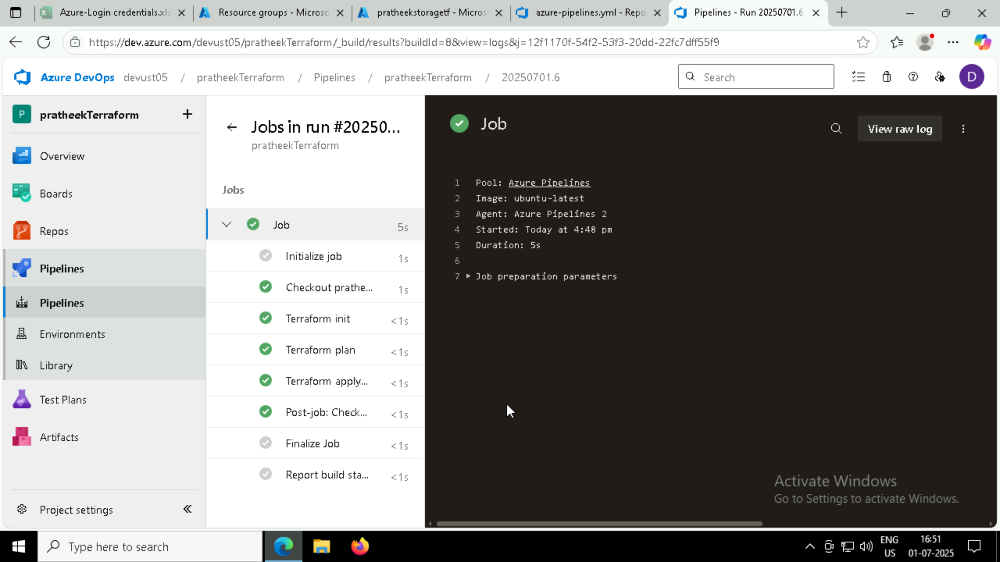 Azure-Login credentials.xls
Resource groups - Microso
pratheekstoragetf - Micros
azure-pipelines.yml - Repo
Pipelines - Run 20250701.6
https://dev.azure.com/devust05/pratheekTerraform/_build/results?buildId=8&view=logs&j=12f1170f-54f2-53f3-20dd-22fc7dff55f9
Azure DevOps devust05 / pratheekTerraform / Pipelines / pratheekTerraform / 20250701.6
Search
D
P pratheekTerraform
Overview
Boards
Repos
Pipelines
Pipelines
Environments
Library
Test Plans
Artifacts
Project settings
Jobs in run #20250...
pratheekTerraform
Jobs
Job 5s
Initialize job 1s
Checkout prathe... 1s
Terraform init <1s
Terraform plan <1s
Terraform apply... <1s
Post-job: Check... <1s
Finalize Job <1s
Report build sta... <1s
Job
View raw log
1 Pool: Azure Pipelines
2 Image: ubuntu-latest
3 Agent: Azure Pipelines 2
4 Started: Today at 4:48 pm
5 Duration: 5s
6
7 Job preparation parameters
Activate Windows
Go to Settings to activate Windows.
Type here to search
ENG
US
16:51
01-07-2025